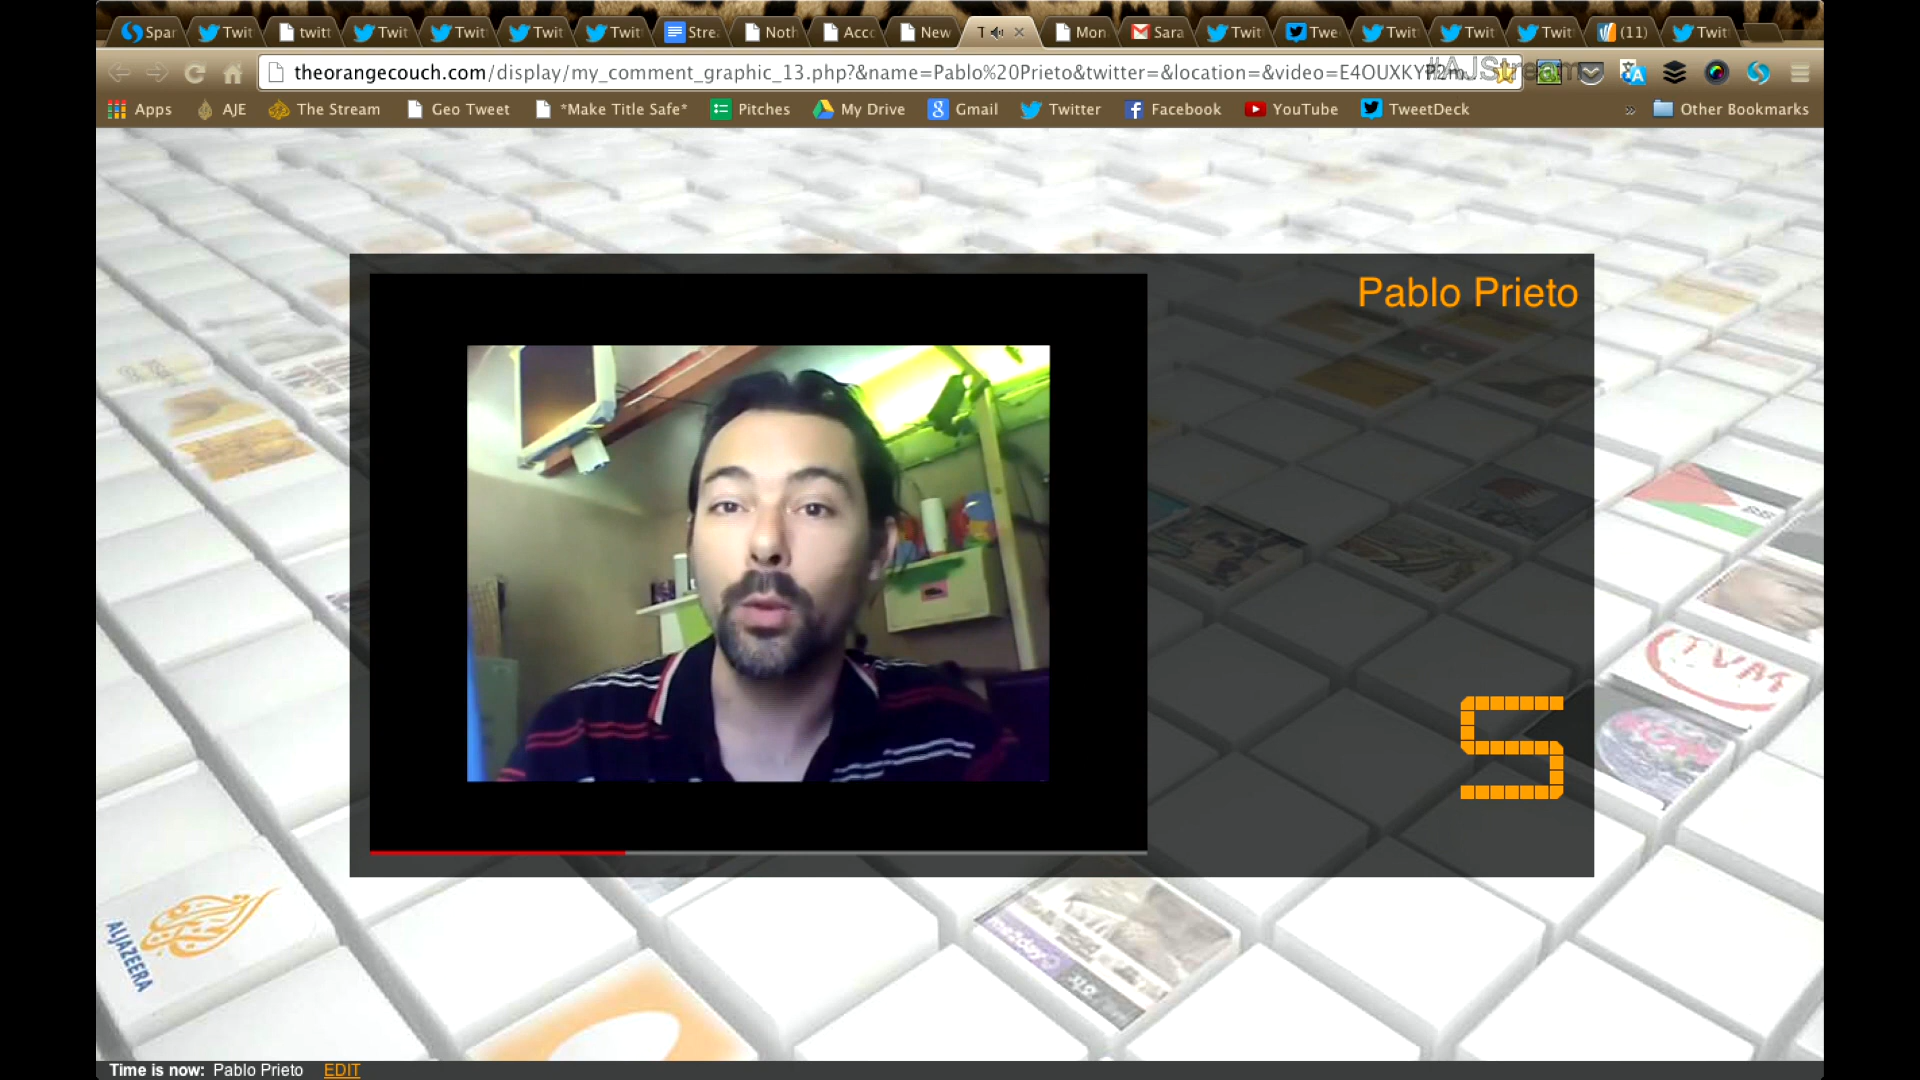 Spar Twit twitt Twit Twit Twit Twit Stre Noth Acc New T Mon Sara Twit Twe Twit Twit Twit (11) Twit
theorangecouch.com/display/my_comment_graphic_13.php?&name=Pablo%20Prieto&twitter=&location=&video=E4OUXKY
#AJStream
Apps AJE The Stream Geo Tweet *Make Title Safe* Pitches My Drive Gmail Twitter Facebook YouTube TweetDeck » Other Bookmarks
Pablo Prieto
S
TVM
ALJAZEERA
Time is now: Pablo Prieto EDIT